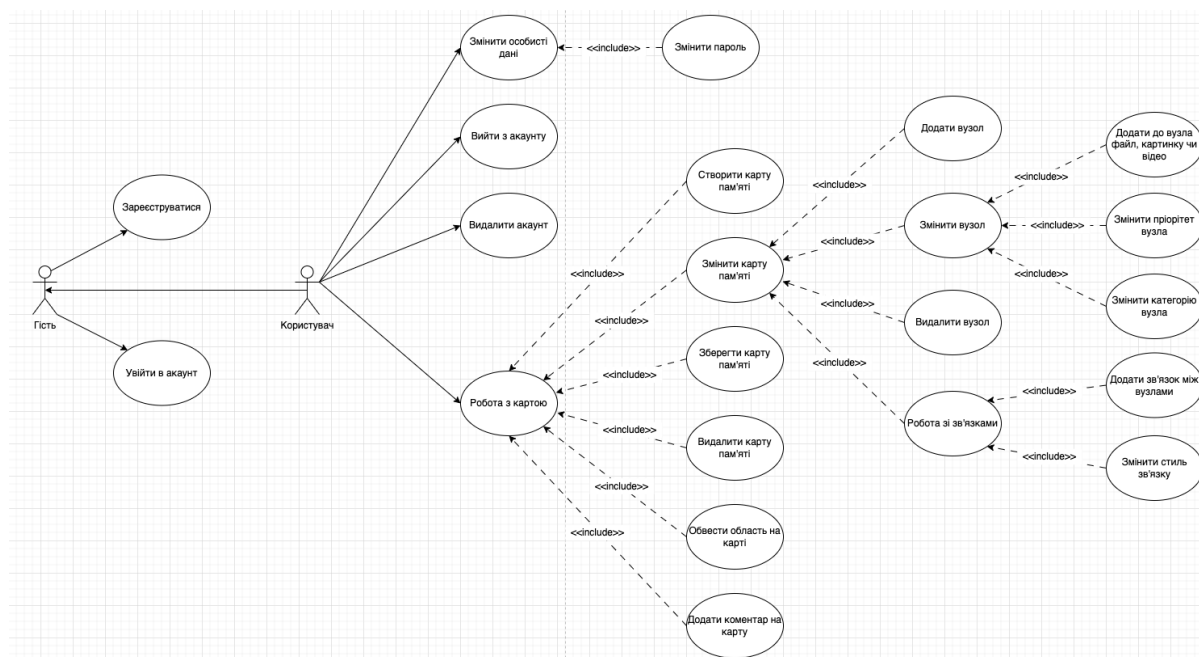 Змінити особисті
дані
<<include>>
Змінити пароль
Вийти з акаунту
Видалити акаунт
Зареєструватися
Гість
Користувач
Увійти в акаунт
Робота з картою
<<include>>
Створити карту
пам'яті
<<include>>
Змінити карту
пам'яті
<<include>>
Зберегти карту
пам'яті
<<include>>
Видалити карту
пам'яті
<<include>>
Обвести область на
карті
<<include>>
Додати коментар на
карту
<<include>>
Додати вузол
<<include>>
Змінити вузол
<<include>>
Видалити вузол
<<include>>
Робота зі зв'язками
<<include>>
Додати до вузла
файл, картинку чи
відео
<<include>>
Змінити пріорітет
вузла
<<include>>
Змінити категорію
вузла
<<include>>
Додати зв'язок між
вузлами
<<include>>
Змінити стиль
зв'язку